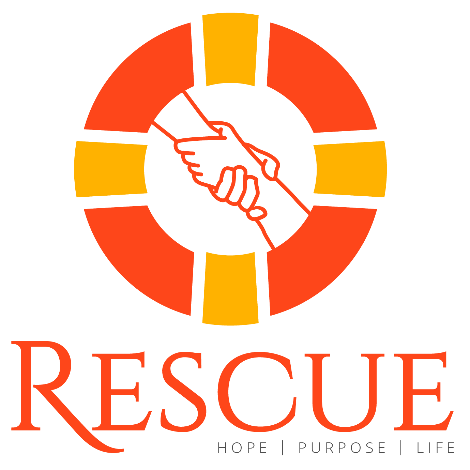 RESCUE
HOPE | PURPOSE | LIFE